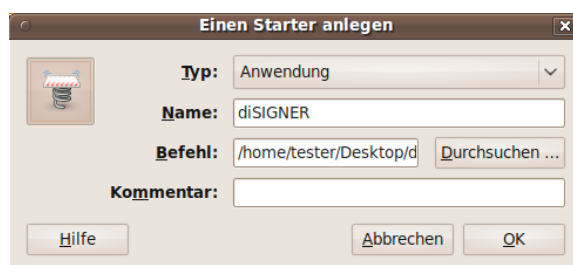 Einen Starter anlegen
Typ: Anwendung
Name: diSIGNER
Befehl: /home/tester/Desktop/d Durchsuchen ...
Kommentar:
Hilfe Abbrechen OK